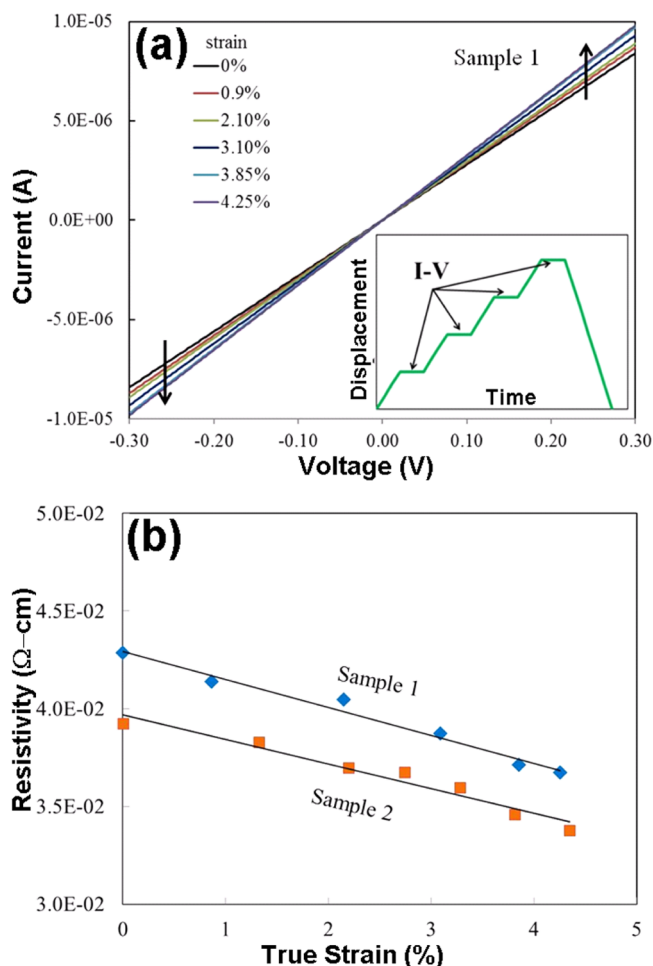 (a)
strain
0%
0.9%
2.10%
3.10%
3.85%
4.25%
Sample 1
1.0E-05
5.0E-06
0.0E+00
-5.0E-06
-1.0E-05
Current (A)
I-V
Displacement
Time
-0.30 -0.20 -0.10 0.00 0.10 0.20 0.30
Voltage (V)
(b)
5.0E-02
4.5E-02
4.0E-02
3.5E-02
3.0E-02
Resistivity (Ω−cm)
Sample 1
Sample 2
0 1 2 3 4 5
True Strain (%)